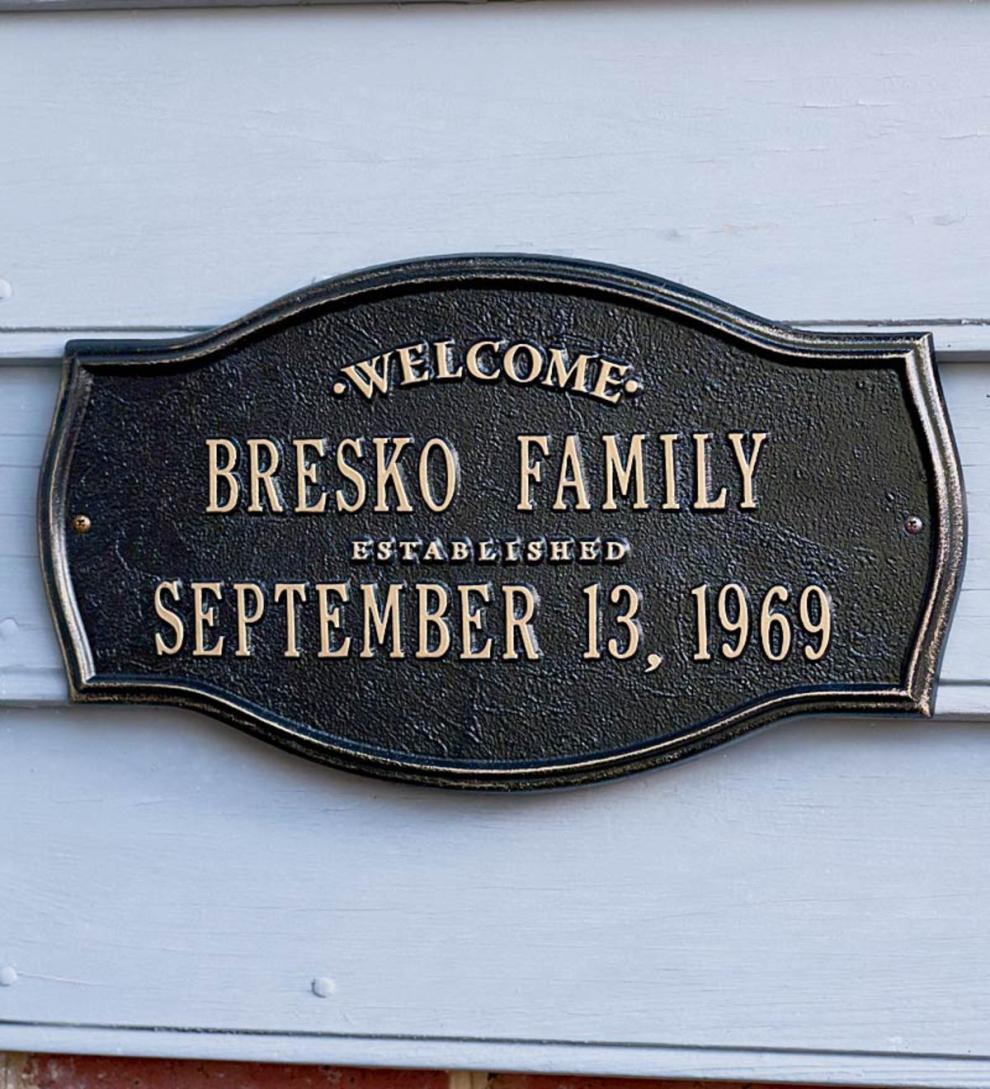 ·WELCOME·
BRESKO FAMILY
ESTABLISHED
SEPTEMBER 13, 1969